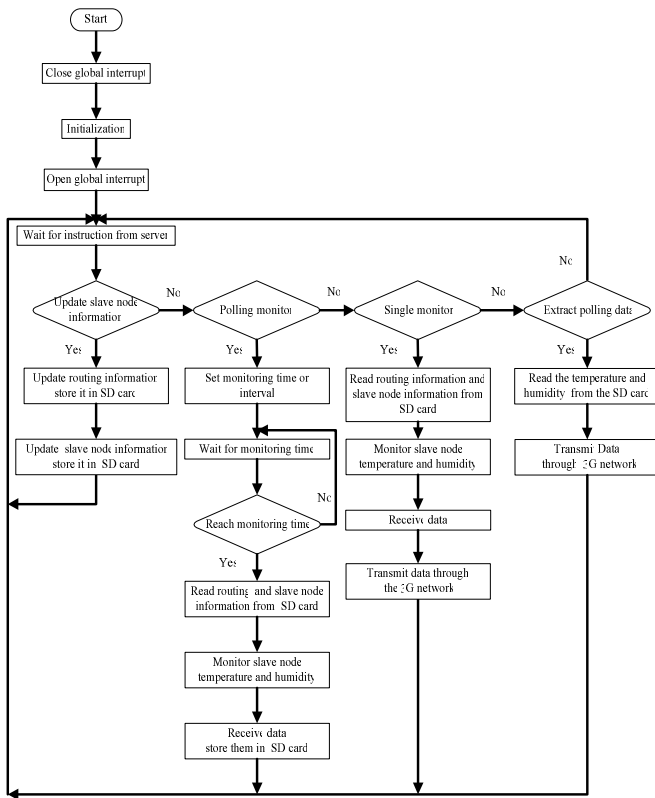 Start
Close global interrupt
Initialization
Open global interrupt
Wait for instruction from server
No
Update slave node
information
No
Polling monitor
No
Single monitor
No
Extract polling data
Yes
Yes
Yes
Yes
Update routing information
store it in SD card
Set monitoring time or
interval
Read routing information and
slave node information from
SD card
Read the temperature and
humidity from the SD card
Update slave node information
store it in SD card
Wait for monitoring time
Monitor slave node
temperature and humidity
Transmit Data
through 3G network
No
Reach monitoring time
Receive data
Yes
Transmit data through
the 3G network
Read routing and slave node
information from SD card
Monitor slave node
temperature and humidity
Receive data
store them in SD card